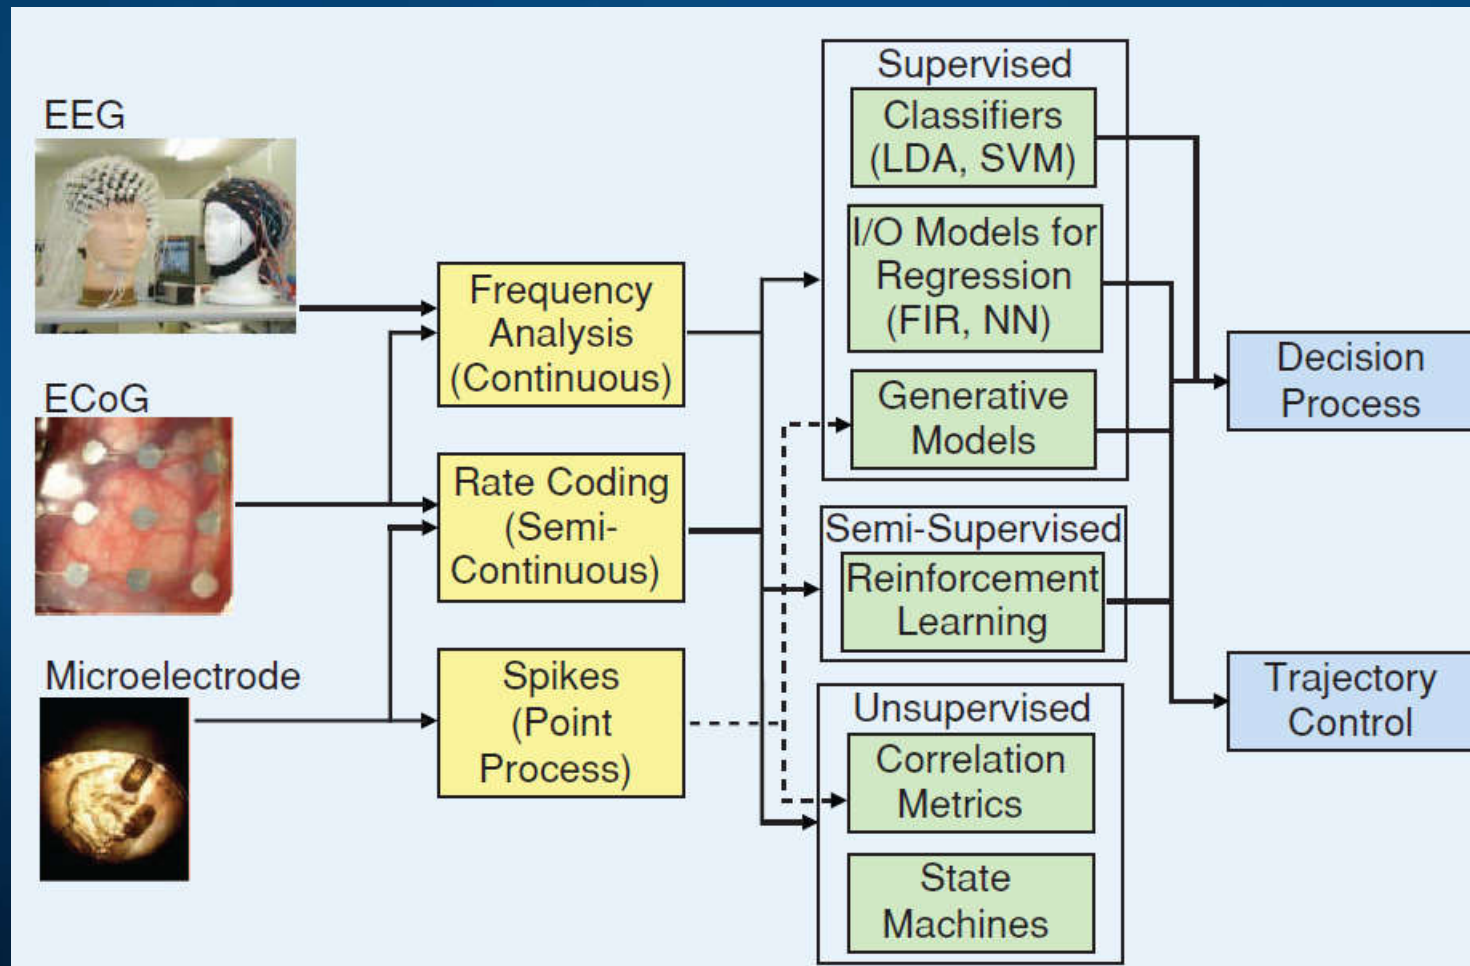 EEG
ECoG
Microelectrode
Frequency
Analysis
(Continuous)
Rate Coding
(Semi-
Continuous)
Spikes
(Point
Process)
Supervised
Classifiers
(LDA, SVM)
I/O Models for
Regression
(FIR, NN)
Generative
Models
Semi-Supervised
Reinforcement
Learning
Unsupervised
Correlation
Metrics
State
Machines
Decision
Process
Trajectory
Control